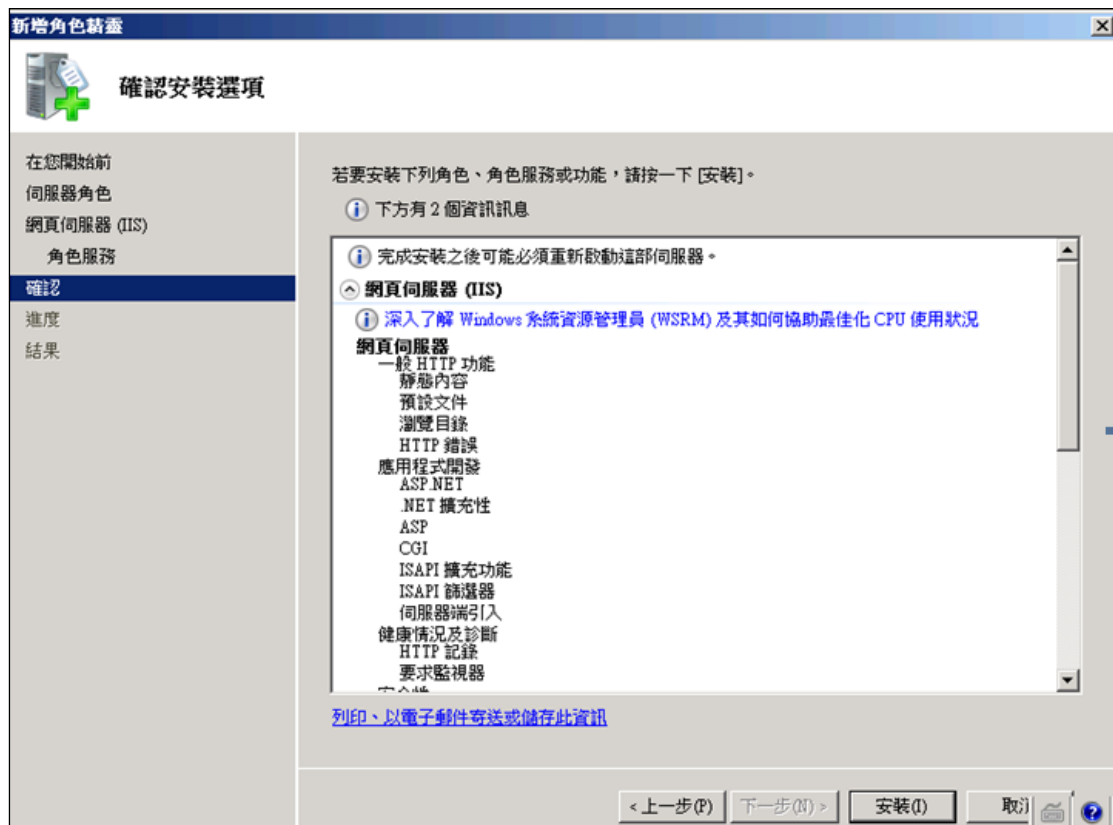 新增角色精靈
確認安裝選項
在您開始前
伺服器角色
網頁伺服器 (IIS)
角色服務
確認
進度
結果
若要安裝下列角色、角色服務或功能，請按一下 [安裝]。
下方有 2 個資訊訊息
完成安裝之後可能必須重新啟動這部伺服器。
網頁伺服器 (IIS)
深入了解 Windows 系統資源管理員 (WSRM) 及其如何協助最佳化 CPU 使用狀況
網頁伺服器
一般 HTTP 功能
靜態內容
預設文件
瀏覽目錄
HTTP 錯誤
應用程式開發
ASP.NET
.NET 擴充性
ASP
CGI
ISAPI 擴充功能
ISAPI 篩選器
伺服器端引入
健康情況及診斷
HTTP 記錄
要求監視器
列印、以電子郵件寄送或儲存此資訊
<上一步(P) 下一步(N)> 安裝(I) 取